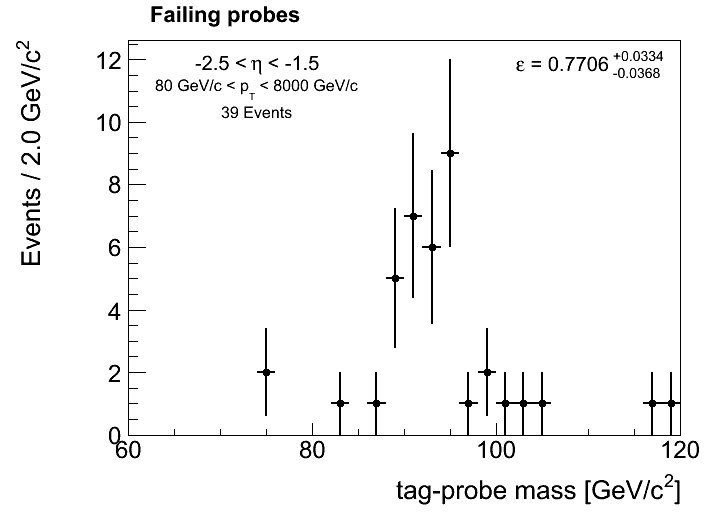 Failing probes
-2.5 < η < -1.5
80 GeV/c < p_T < 8000 GeV/c
39 Events
ε = 0.7706 +0.0334 -0.0368
Events / 2.0 GeV/c²
12
10
8
6
4
2
0
60 80 100 120
tag-probe mass [GeV/c²]